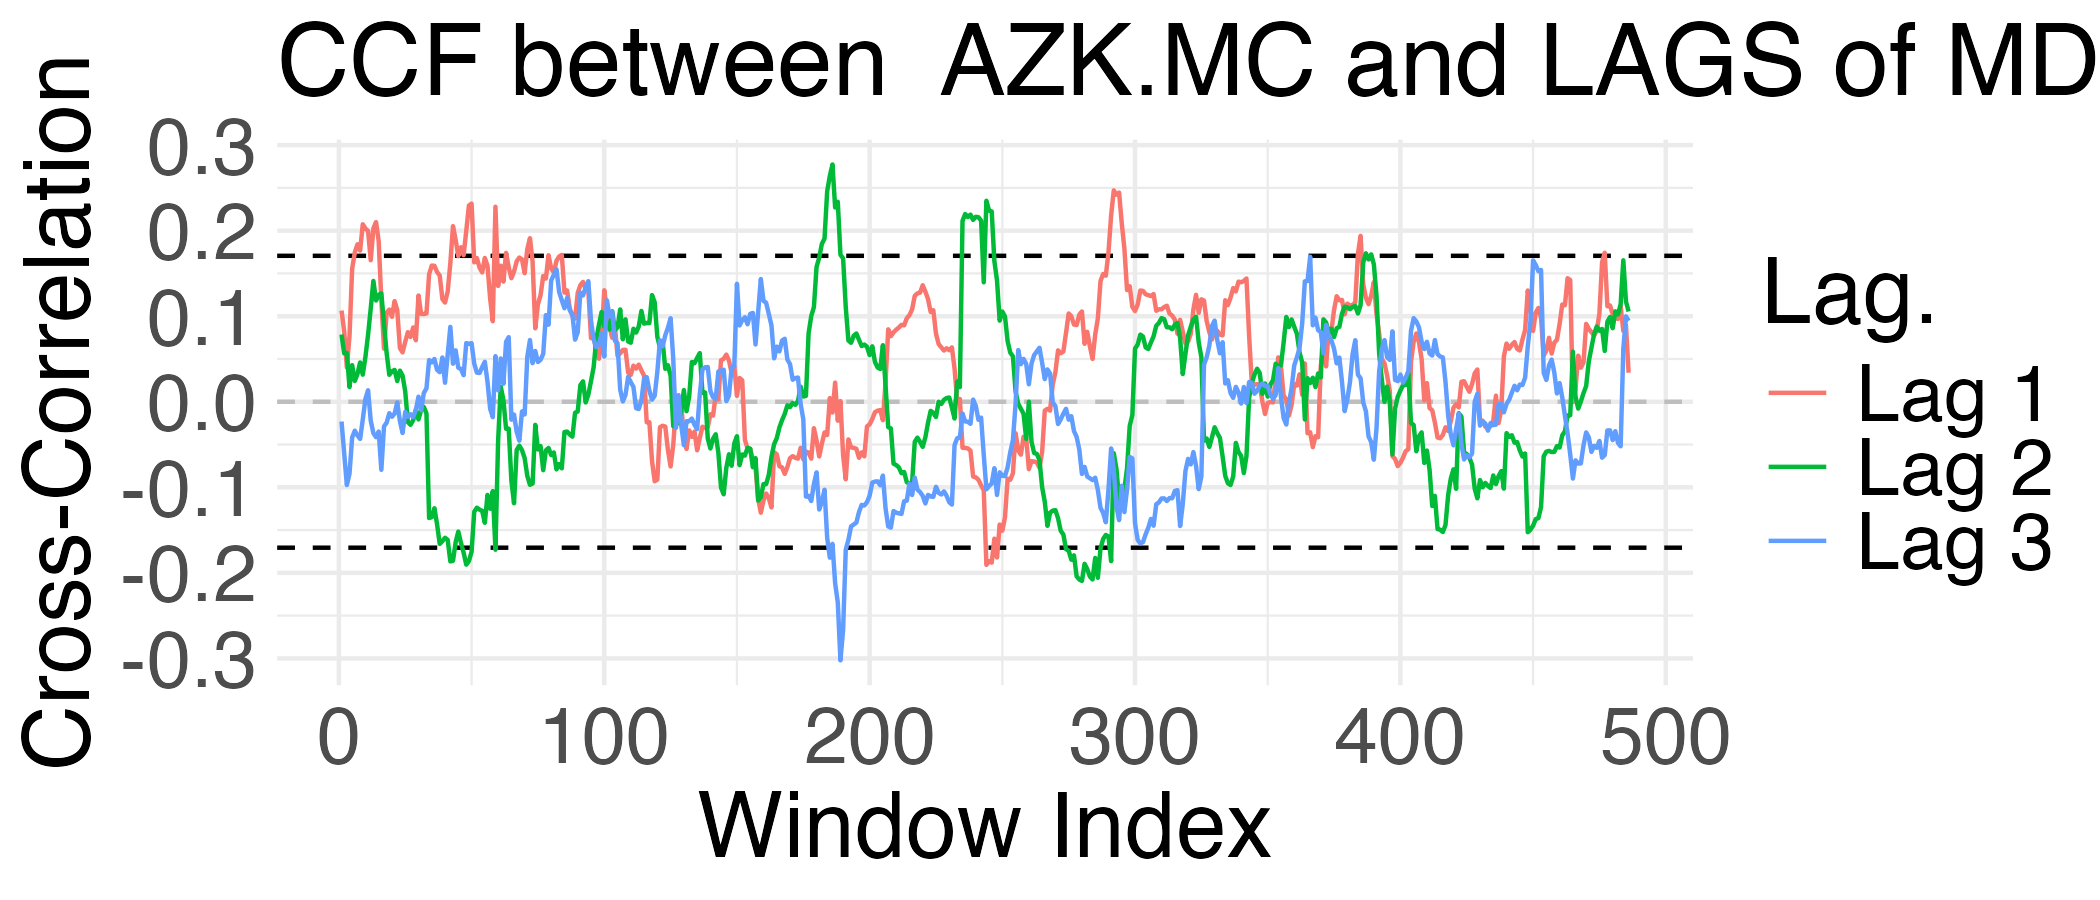 CCF between  AZK.MC and LAGS of MD
Cross-Correlation
0.3
0.2
0.1
0.0
-0.1
-0.2
-0.3
0 100 200 300 400 500
Window Index
Lag.
Lag 1
Lag 2
Lag 3